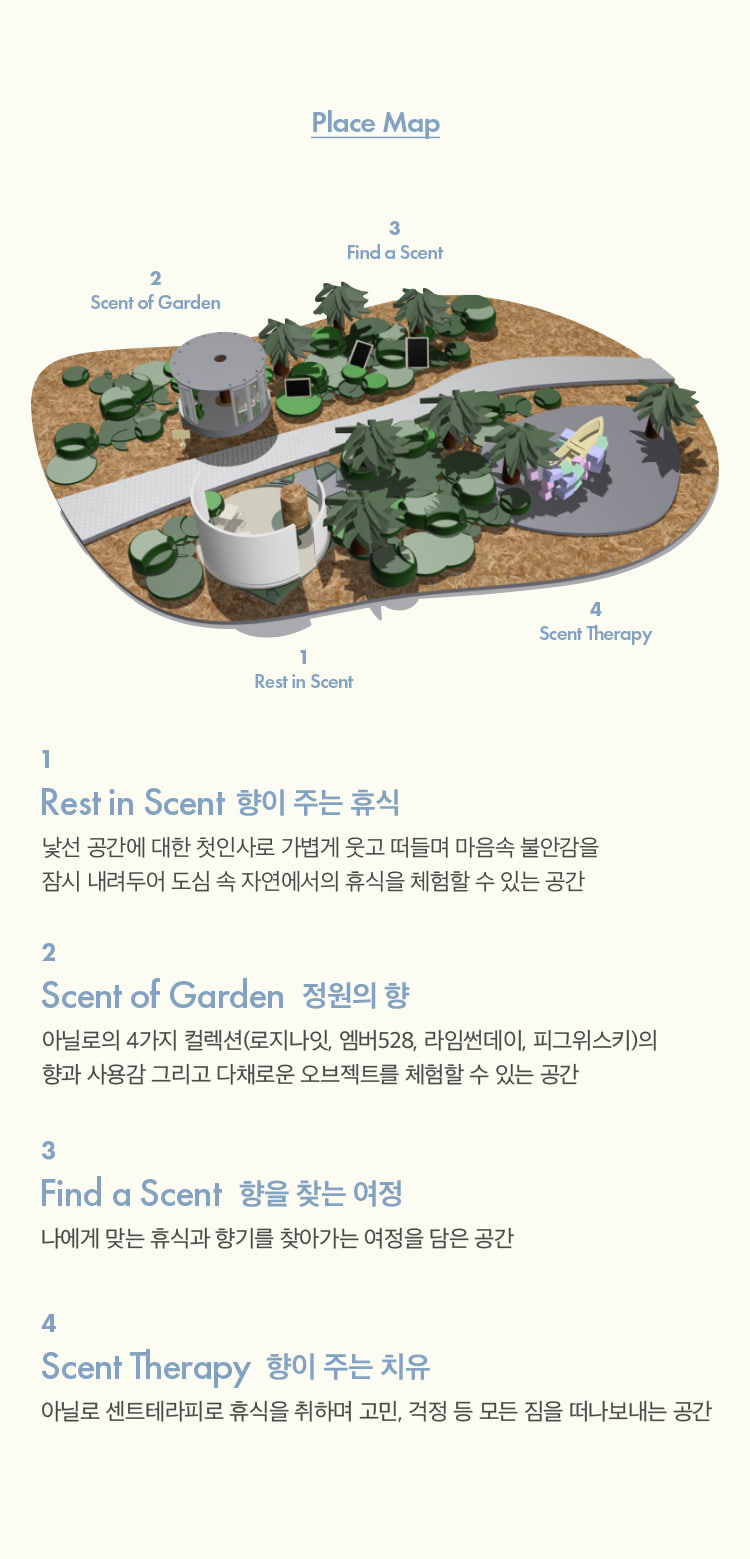 Place Map
3
Find a Scent
2
Scent of Garden
4
Scent Therapy
1
Rest in Scent
1
Rest in Scent 향이 주는 휴식
낯선 공간에 대한 첫인사로 가볍게 웃고 떠들며 마음속 불안감을
잠시 내려두어 도심 속 자연에서의 휴식을 체험할 수 있는 공간
2
Scent of Garden 정원의 향
아닐로의 4가지 컬렉션(로지나잇, 엠버528, 라임썬데이, 피그위스키)의
향과 사용감 그리고 다채로운 오브젝트를 체험할 수 있는 공간
3
Find a Scent 향을 찾는 여정
나에게 맞는 휴식과 향기를 찾아가는 여정을 담은 공간
4
Scent Therapy 향이 주는 치유
아닐로 센트테라피로 휴식을 취하며 고민, 걱정 등 모든 짐을 떠나보내는 공간